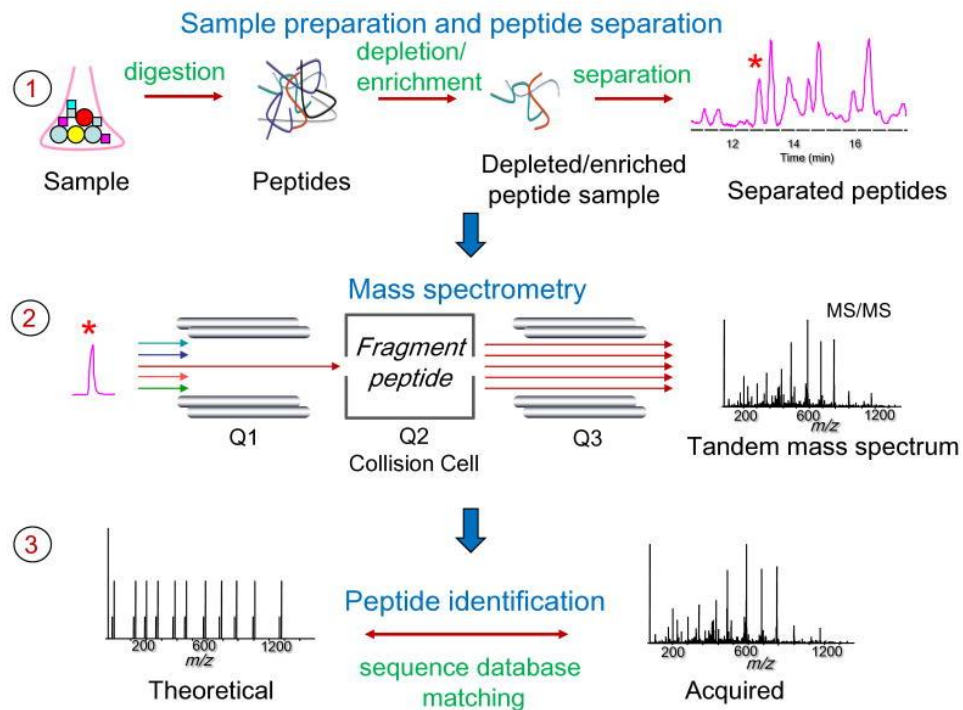 Sample preparation and peptide separation
1
digestion
depletion/
enrichment
separation
*
12 14 16
Time (min)
Sample
Peptides
Depleted/enriched
peptide sample
Separated peptides
Mass spectrometry
2
*
Fragment
peptide
MS/MS
Q1
Q2
Collision Cell
Q3
200 600 1200
m/z
Tandem mass spectrum
3
200 600 1200
m/z
Theoretical
Peptide identification
sequence database
matching
200 600 1200
m/z
Acquired